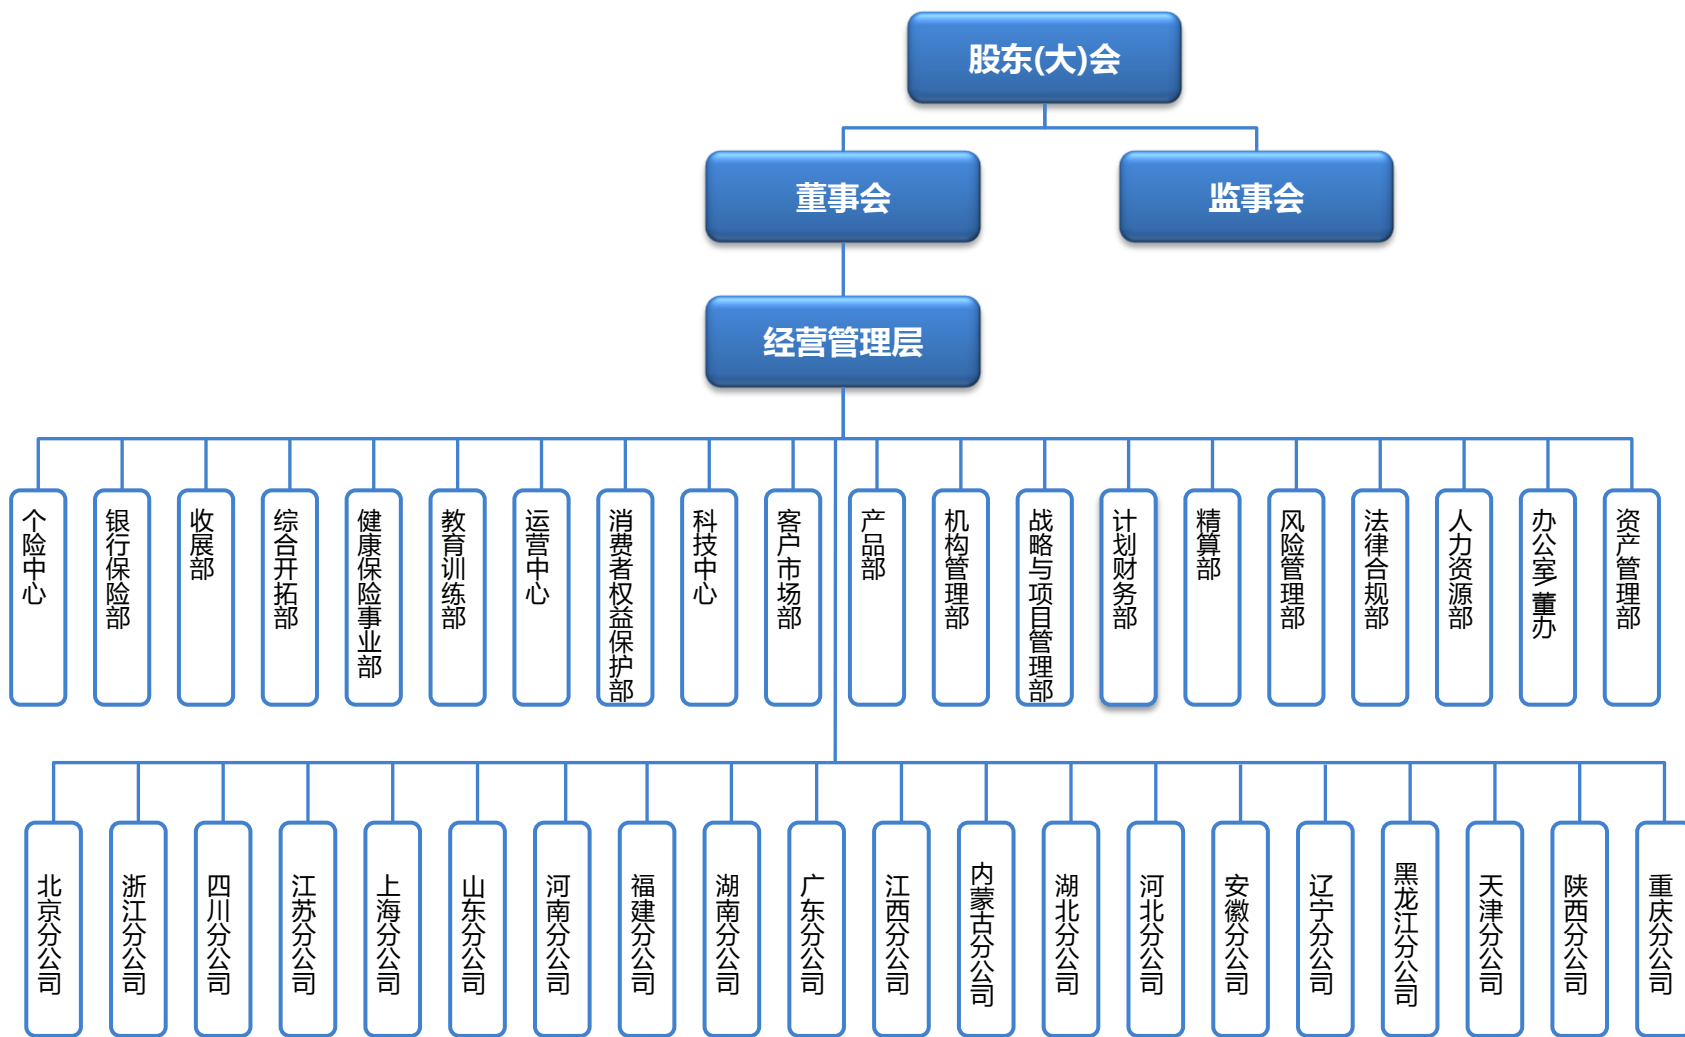 股东(大)会
董事会
监事会
经营管理层
个险中心
银行保险部
收展部
综合开拓部
健康保险事业部
教育训练部
运营中心
消费者权益保护部
科技中心
客户市场部
产品部
机构管理部
战略与项目管理部
计划财务部
精算部
风险管理部
法律合规部
人力资源部
办公室/董办
资产管理部
北京分公司
浙江分公司
四川分公司
江苏分公司
上海分公司
山东分公司
河南分公司
福建分公司
湖南分公司
广东分公司
江西分公司
内蒙古分公司
湖北分公司
河北分公司
安徽分公司
辽宁分公司
黑龙江分公司
天津分公司
陕西分公司
重庆分公司